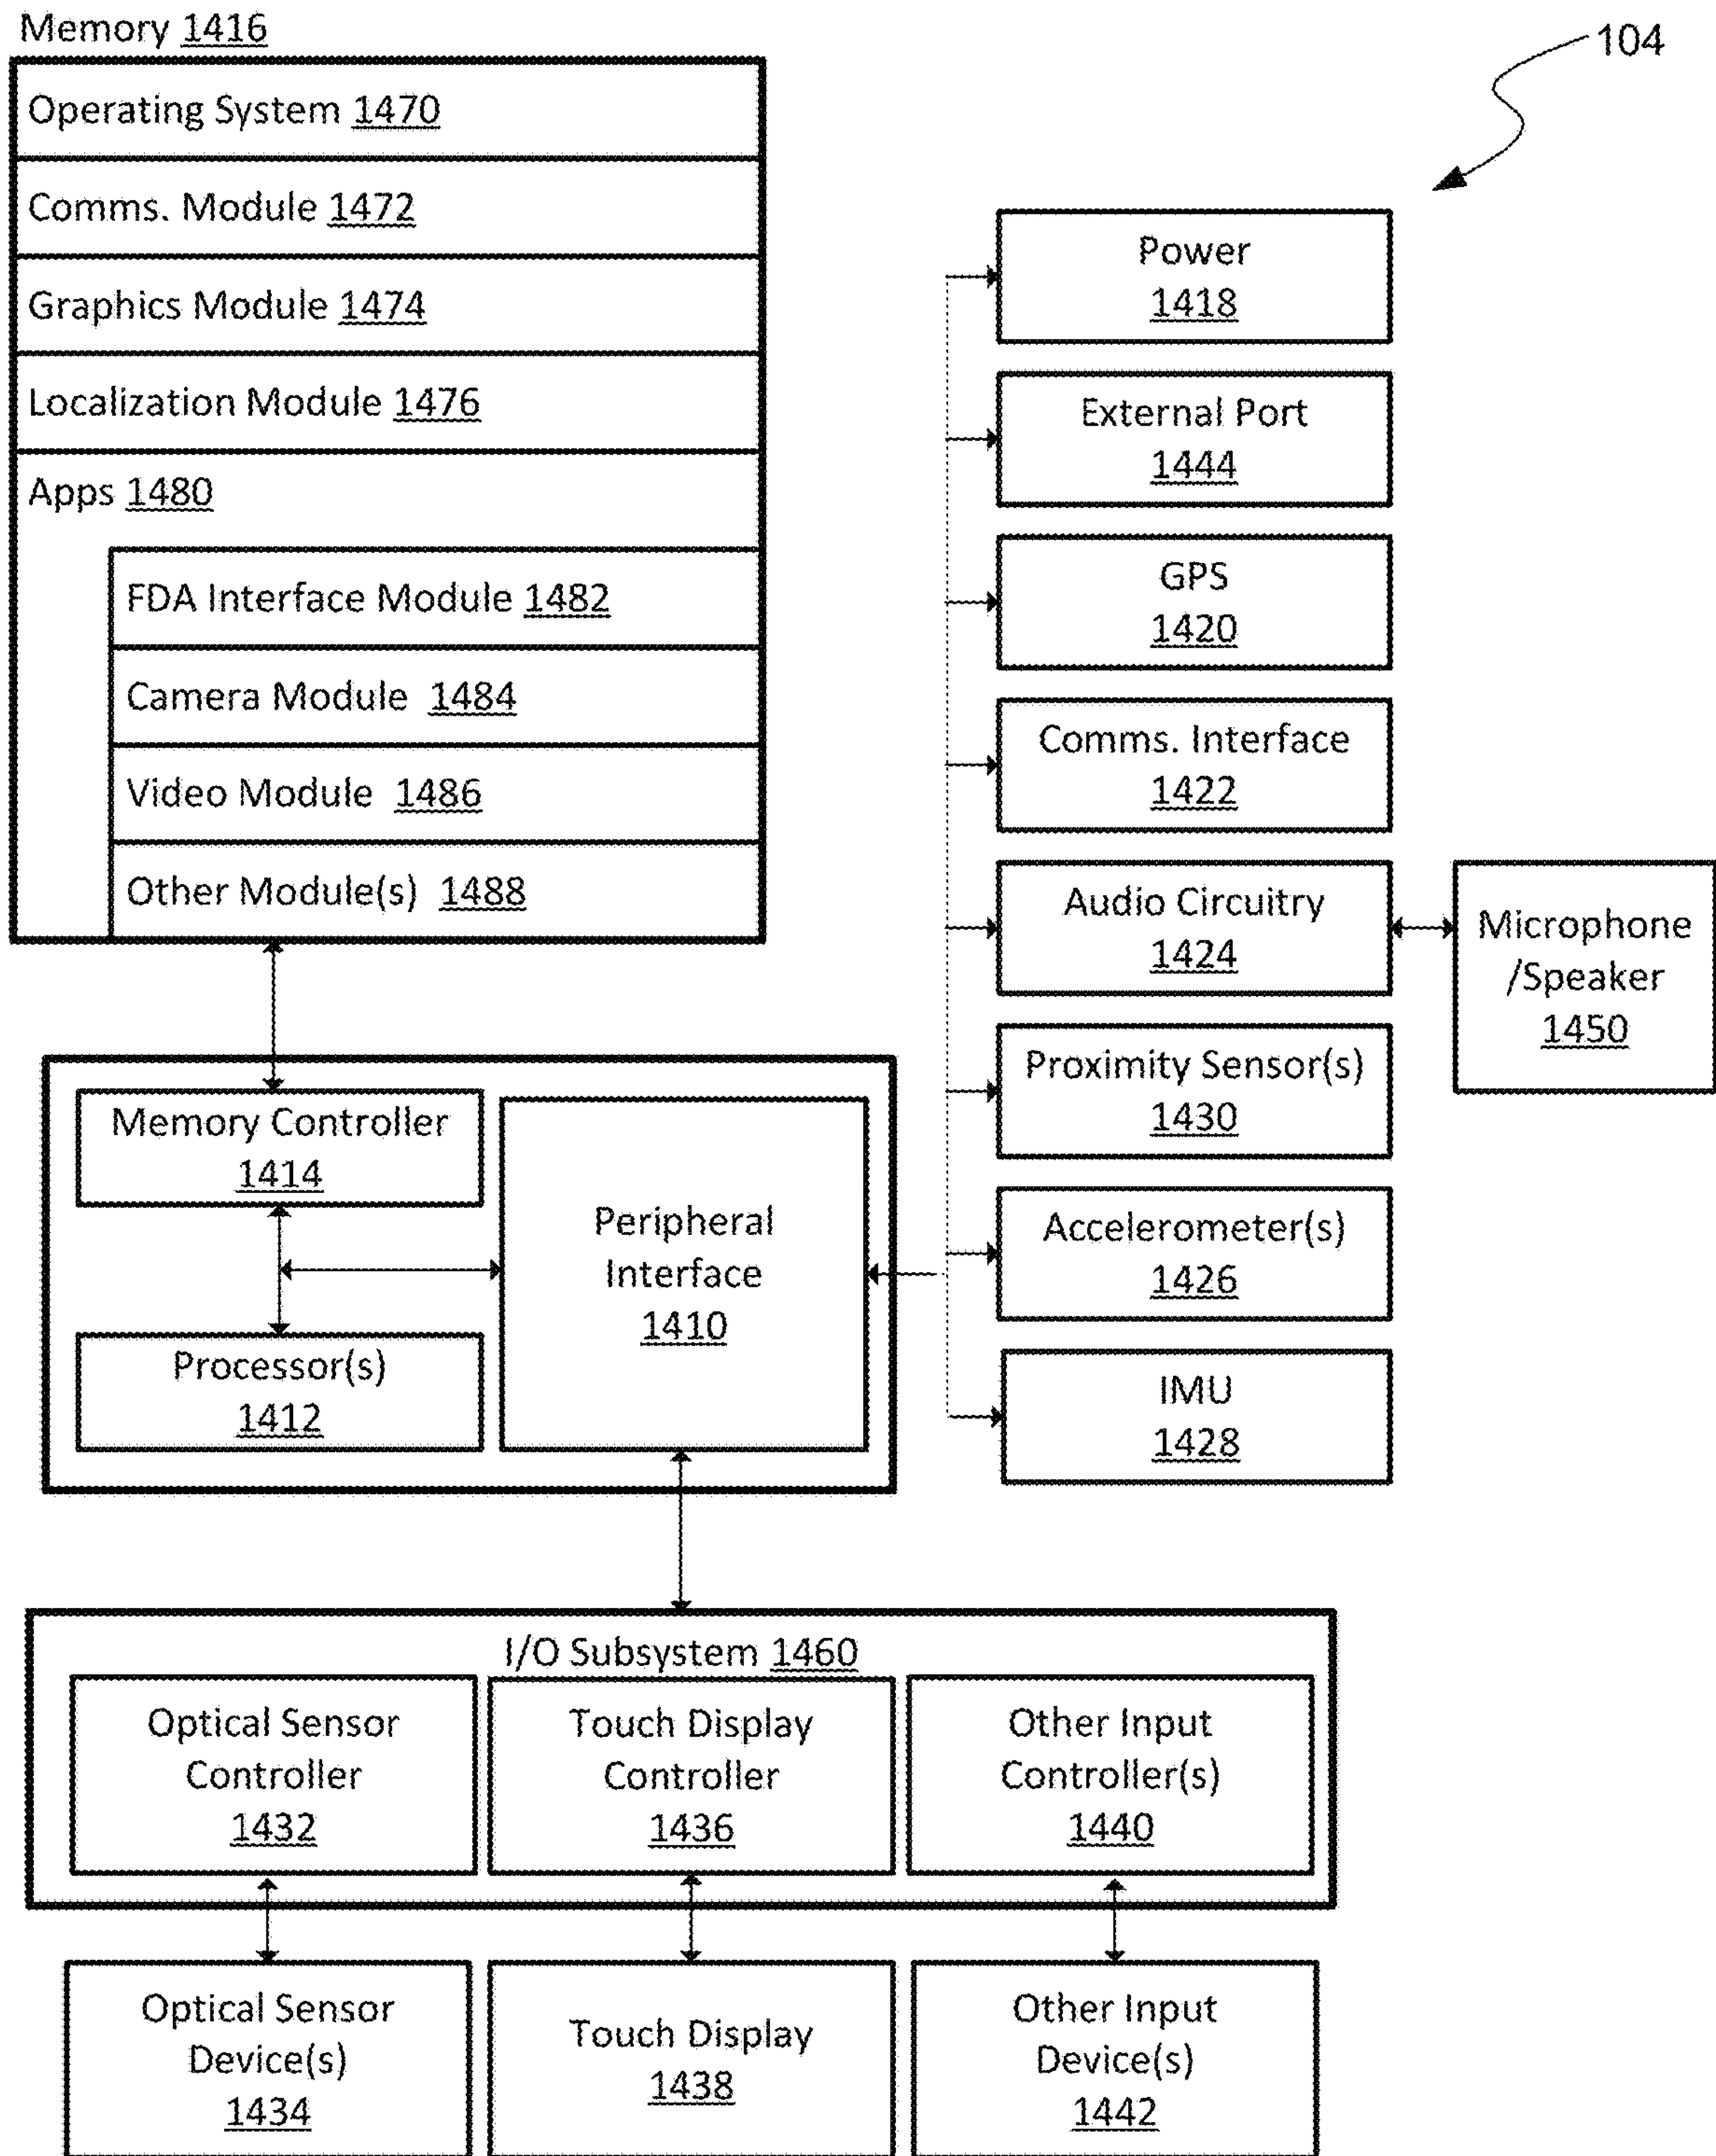 Memory 1416
104
Operating System 1470
Comms. Module 1472
Graphics Module 1474
Localization Module 1476
Apps 1480
FDA Interface Module 1482
Camera Module 1484
Video Module 1486
Other Module(s) 1488
Power
1418
External Port
1444
GPS
1420
Comms. Interface
1422
Audio Circuitry
1424
Microphone
/Speaker
1450
Proximity Sensor(s)
1430
Accelerometer(s)
1426
IMU
1428
Memory Controller
1414
Peripheral
Interface
1410
Processor(s)
1412
I/O Subsystem 1460
Optical Sensor
Controller
1432
Touch Display
Controller
1436
Other Input
Controller(s)
1440
Optical Sensor
Device(s)
1434
Touch Display
1438
Other Input
Device(s)
1442